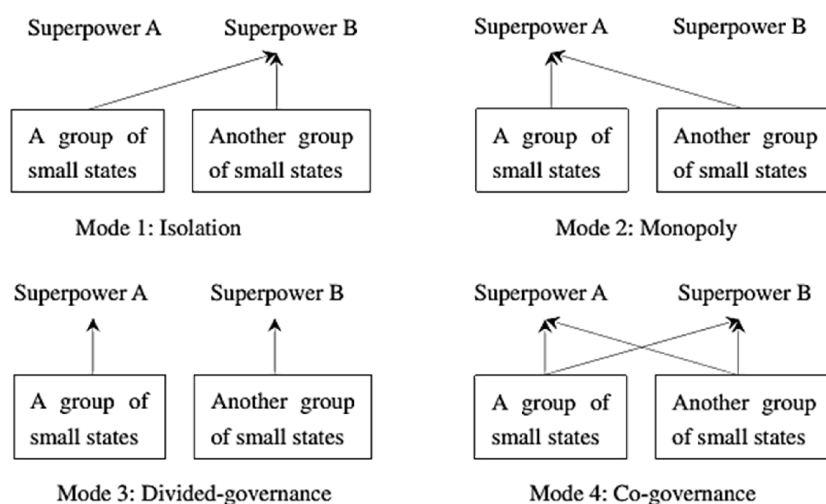 Superpower A Superpower B
A group of Another group
small states of small states
Mode 1: Isolation
Superpower A Superpower B
A group of Another group
small states of small states
Mode 2: Monopoly
Superpower A Superpower B
A group of Another group
small states of small states
Mode 3: Divided-governance
Superpower A Superpower B
A group of Another group
small states of small states
Mode 4: Co-governance